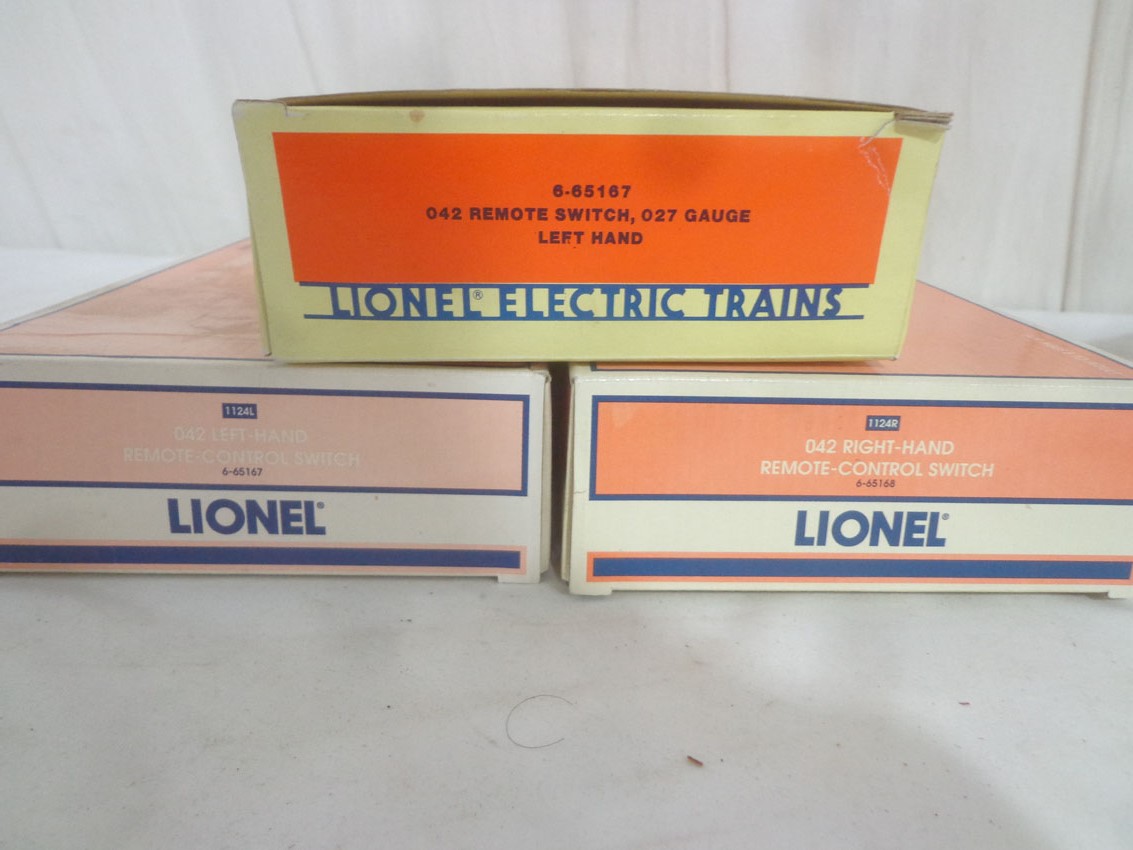 6-65167
042 REMOTE SWITCH, 027 GAUGE
LEFT HAND
LIONEL® ELECTRIC TRAINS
1124L
042 LEFT-HAND
REMOTE-CONTROL SWITCH
6-65167
LIONEL®
1124R
042 RIGHT-HAND
REMOTE-CONTROL SWITCH
6-65168
LIONEL®